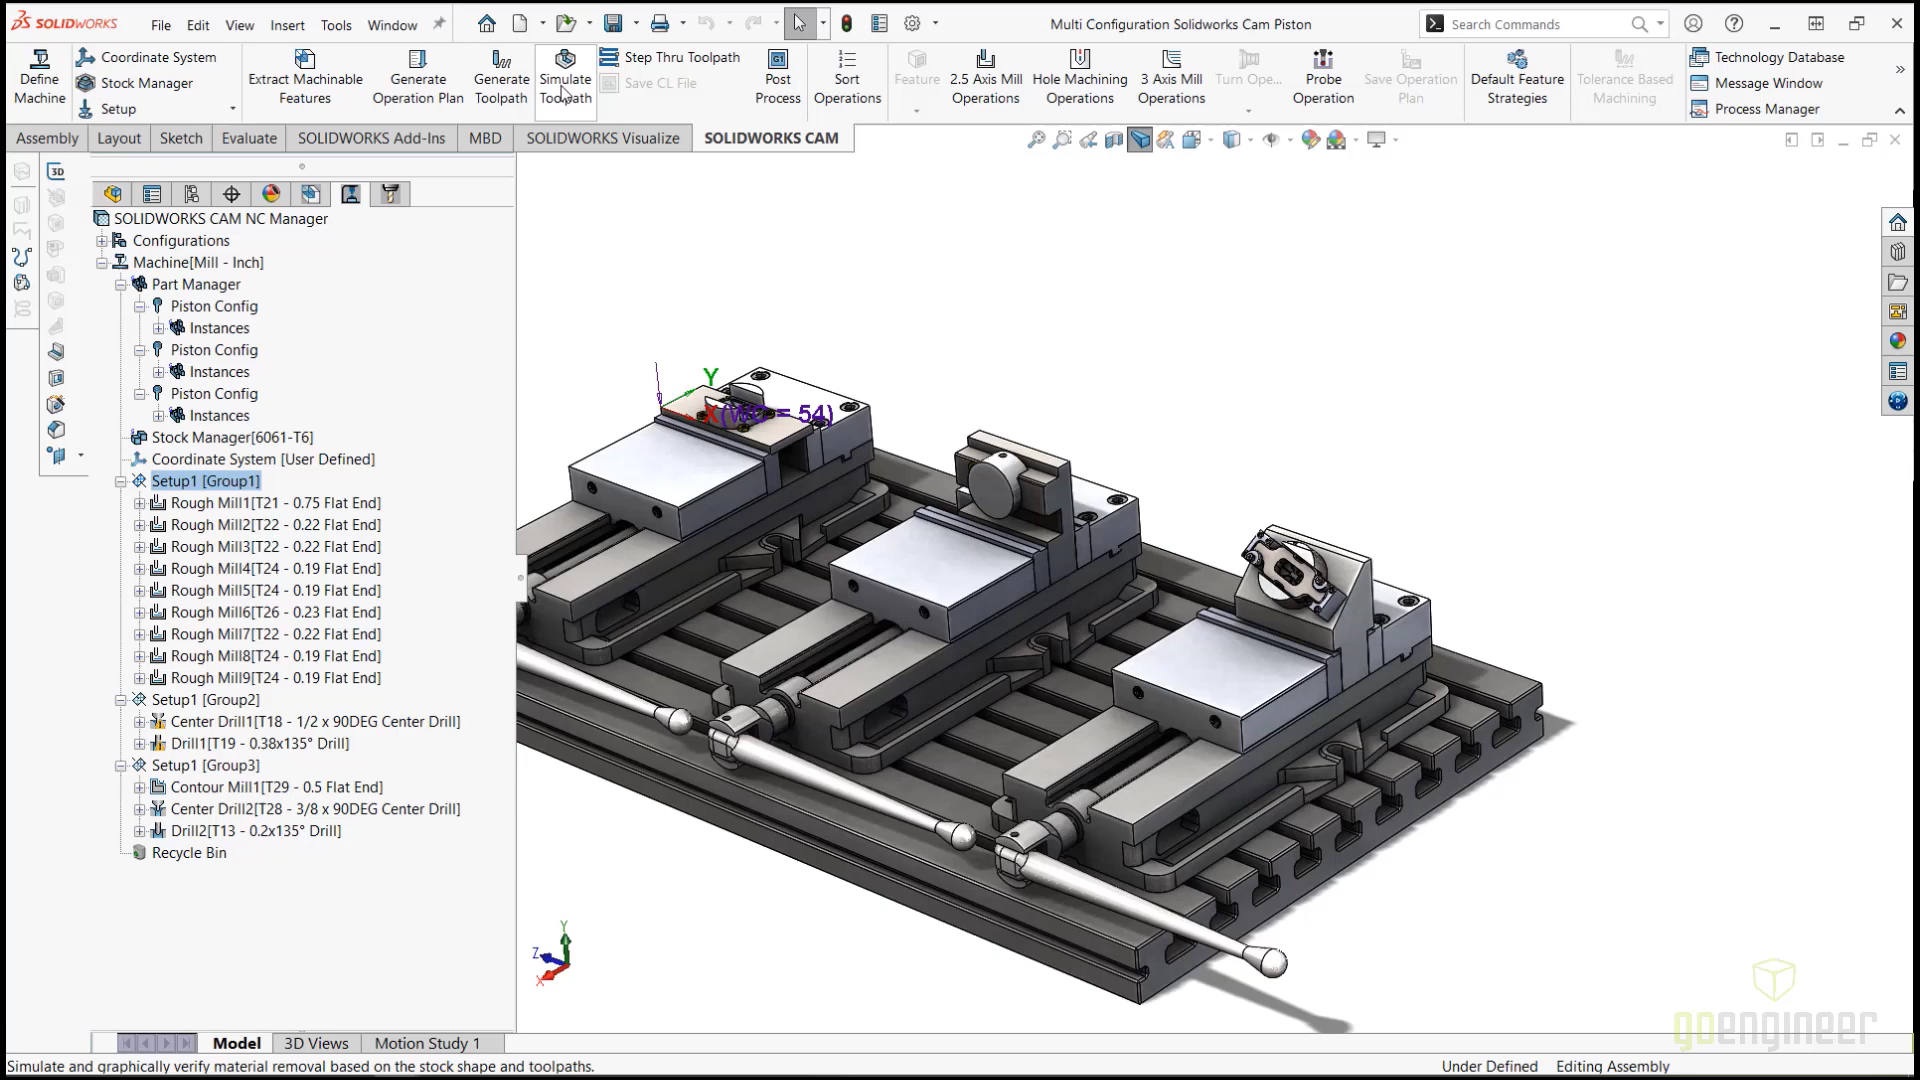 SOLIDWORKS
File Edit View Insert Tools Window
Multi Configuration Solidworks Cam Piston
Search Commands
Define Machine
Coordinate System
Stock Manager
Setup
Extract Machinable Features
Generate Operation Plan
Generate Toolpath
Simulate Toolpath
Step Thru Toolpath
Save CL File
G1
Post Process
Sort Operations
Feature
2.5 Axis Mill Operations
Hole Machining Operations
3 Axis Mill Operations
Turn Ope...
Probe Operation
Save Operation Plan
Default Feature Strategies
Tolerance Based Machining
Technology Database
Message Window
Process Manager
Assembly Layout Sketch Evaluate SOLIDWORKS Add-Ins MBD SOLIDWORKS Visualize SOLIDWORKS CAM
3D
SOLIDWORKS CAM NC Manager
Configurations
Machine[Mill - Inch]
Part Manager
Piston Config
Instances
Piston Config
Instances
Piston Config
Instances
Stock Manager[6061-T6]
Coordinate System [User Defined]
Setup1 [Group1]
Rough Mill1[T21 - 0.75 Flat End]
Rough Mill2[T22 - 0.22 Flat End]
Rough Mill3[T22 - 0.22 Flat End]
Rough Mill4[T24 - 0.19 Flat End]
Rough Mill5[T24 - 0.19 Flat End]
Rough Mill6[T26 - 0.23 Flat End]
Rough Mill7[T22 - 0.22 Flat End]
Rough Mill8[T24 - 0.19 Flat End]
Rough Mill9[T24 - 0.19 Flat End]
Setup1 [Group2]
Center Drill1[T18 - 1/2 x 90DEG Center Drill]
Drill1[T19 - 0.38x135° Drill]
Setup1 [Group3]
Contour Mill1[T29 - 0.5 Flat End]
Center Drill2[T28 - 3/8 x 90DEG Center Drill]
Drill2[T13 - 0.2x135° Drill]
Recycle Bin
Y
X
= 54)
Y
Z
X
goengineer
Model 3D Views Motion Study 1
Simulate and graphically verify material removal based on the stock shape and toolpaths.
Under Defined Editing Assembly